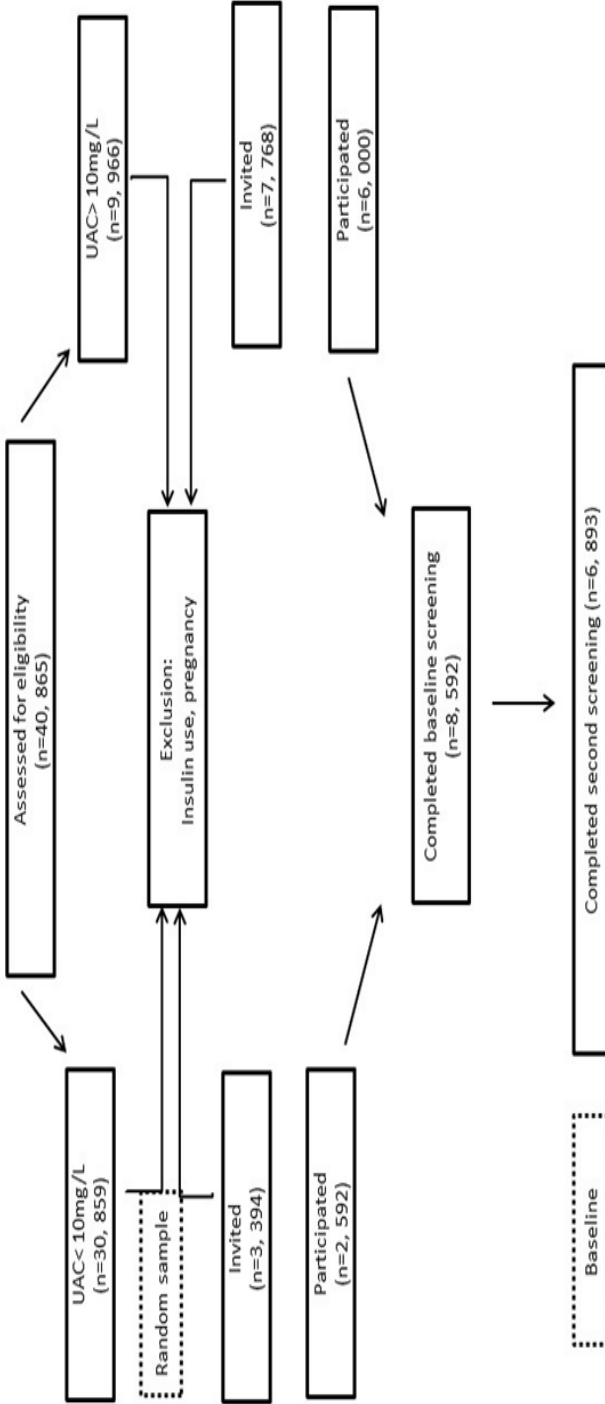 Assessed for eligibility
(n=40, 865)
UAC< 10mg/L
(n=30, 859)
UAC> 10mg/L
(n=9, 966)
Random sample
Exclusion:
Insulin use, pregnancy
Invited
(n=3, 394)
Invited
(n=7, 768)
Participated
(n=2, 592)
Participated
(n=6, 000)
Completed baseline screening
(n=8, 592)
Baseline
Completed second screening (n=6, 893)